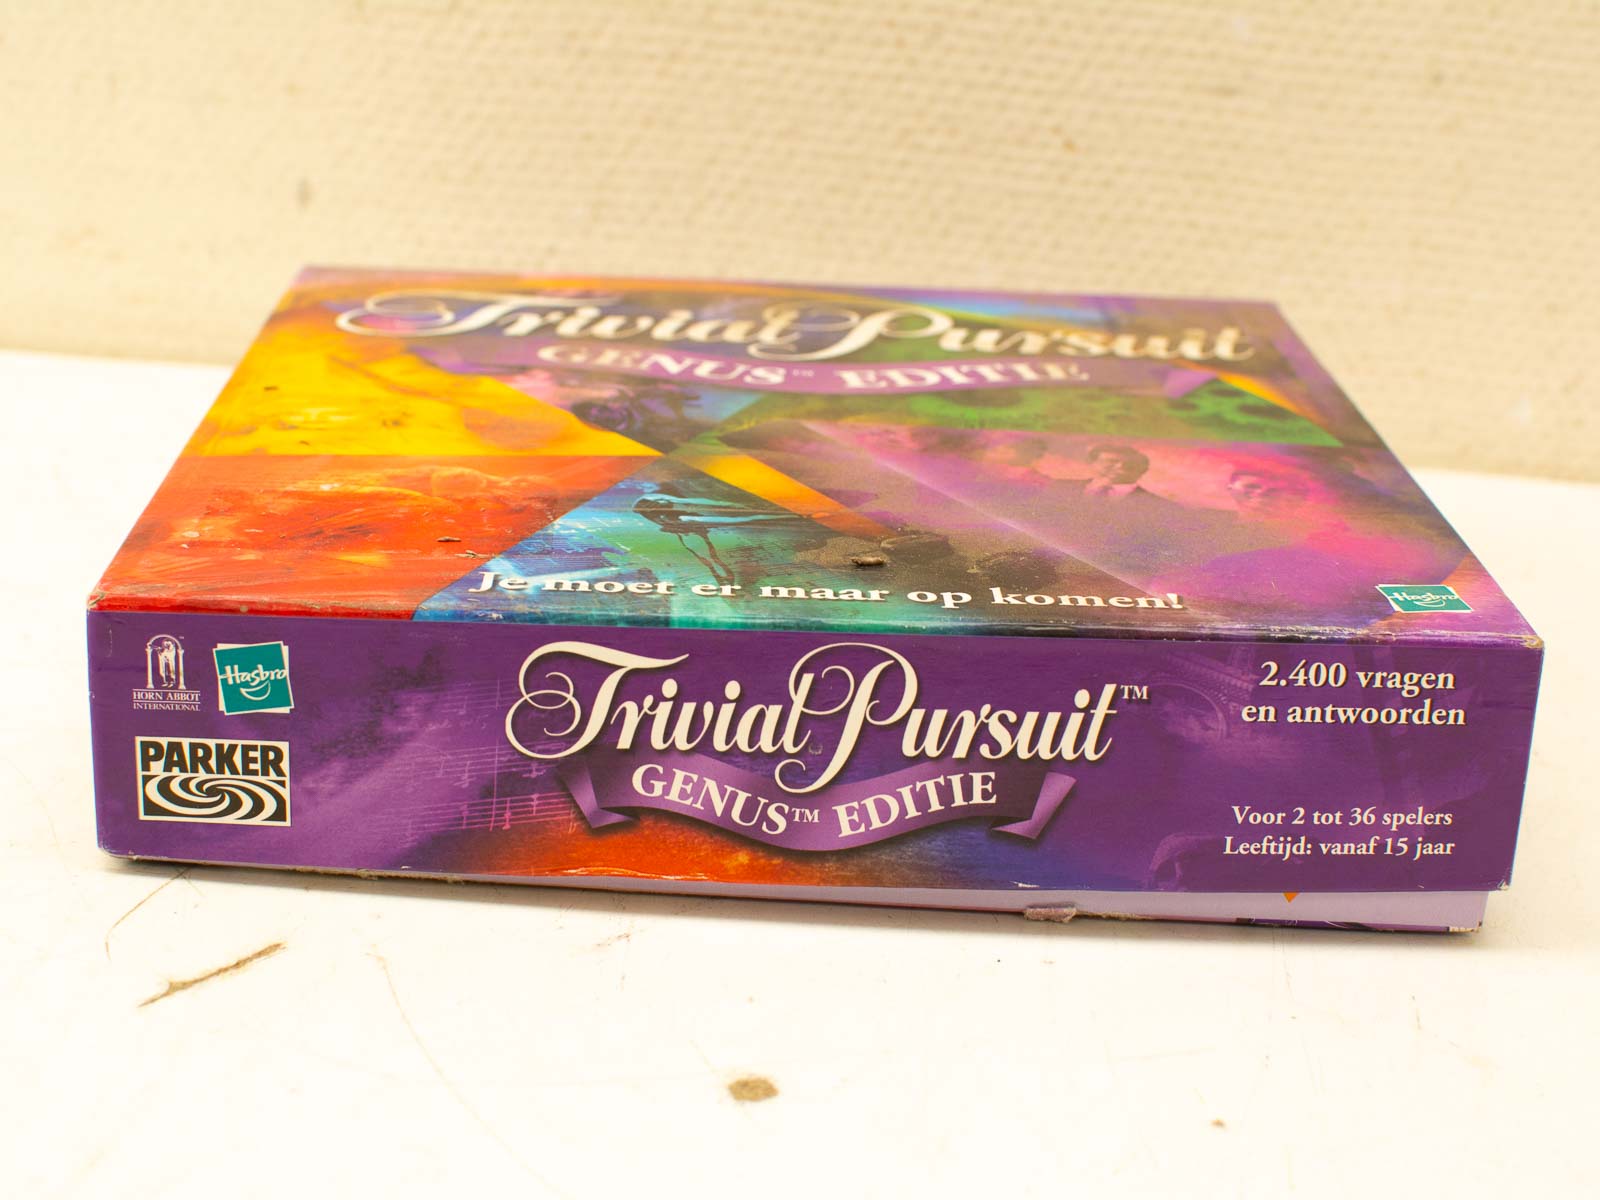 Trivial Pursuit
GENUS™ EDITIE
Je moet er maar op komen!
Hasbro
HORN ABBOT
INTERNATIONAL
Hasbro
PARKER
Trivial Pursuit™
GENUS™ EDITIE
2.400 vragen
en antwoorden
Voor 2 tot 36 spelers
Leeftijd: vanaf 15 jaar